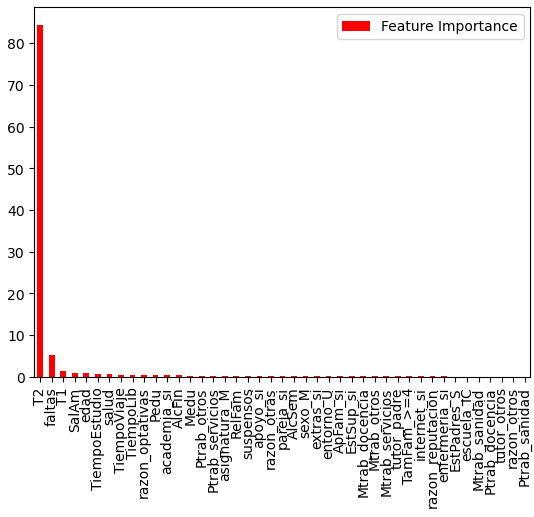 Feature Importance
80
70
60
50
40
30
20
10
0
T2
faltas
T1
SalAm
edad
TiempoEstudio
salud
TiempoViaje
TiempoLib
razon_optativas
Pedu
academia_si
AlcFin
Medu
Ptrab_otros
Ptrab_servicios
asignatura_M
RelFam
suspensos
apoyo_si
razon_otras
pareja_si
AlcSem
sexo_M
extras_si
entorno_U
ApFam_si
EstSup_si
Mtrab_docencia
Mtrab_otros
Mtrab_servicios
tutor_padre
TamFam_>=4
internet_si
razon_reputación
enfermeria_si
EstPadres_S
escuela_IC
Mtrab_sanidad
Ptrab_docencia
tutor_otros
razon_otros
Ptrab_sanidad